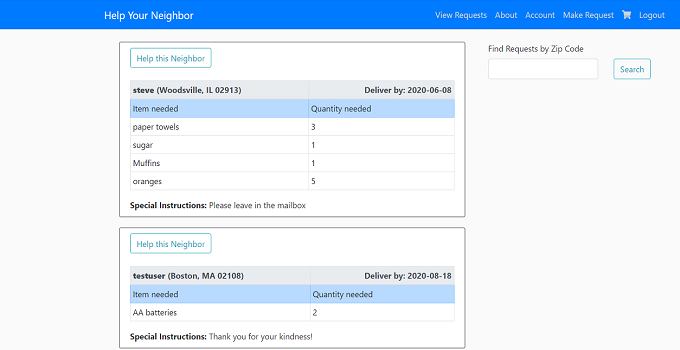 Help Your Neighbor View Requests About Account Make Request Logout
Help this Neighbor
steve (Woodsville, IL 02913) Deliver by: 2020-06-08
Item needed Quantity needed
paper towels 3
sugar 1
Muffins 1
oranges 5
Special Instructions: Please leave in the mailbox
Help this Neighbor
testuser (Boston, MA 02108) Deliver by: 2020-08-18
Item needed Quantity needed
AA batteries 2
Special Instructions: Thank you for your kindness!
Find Requests by Zip Code
Search